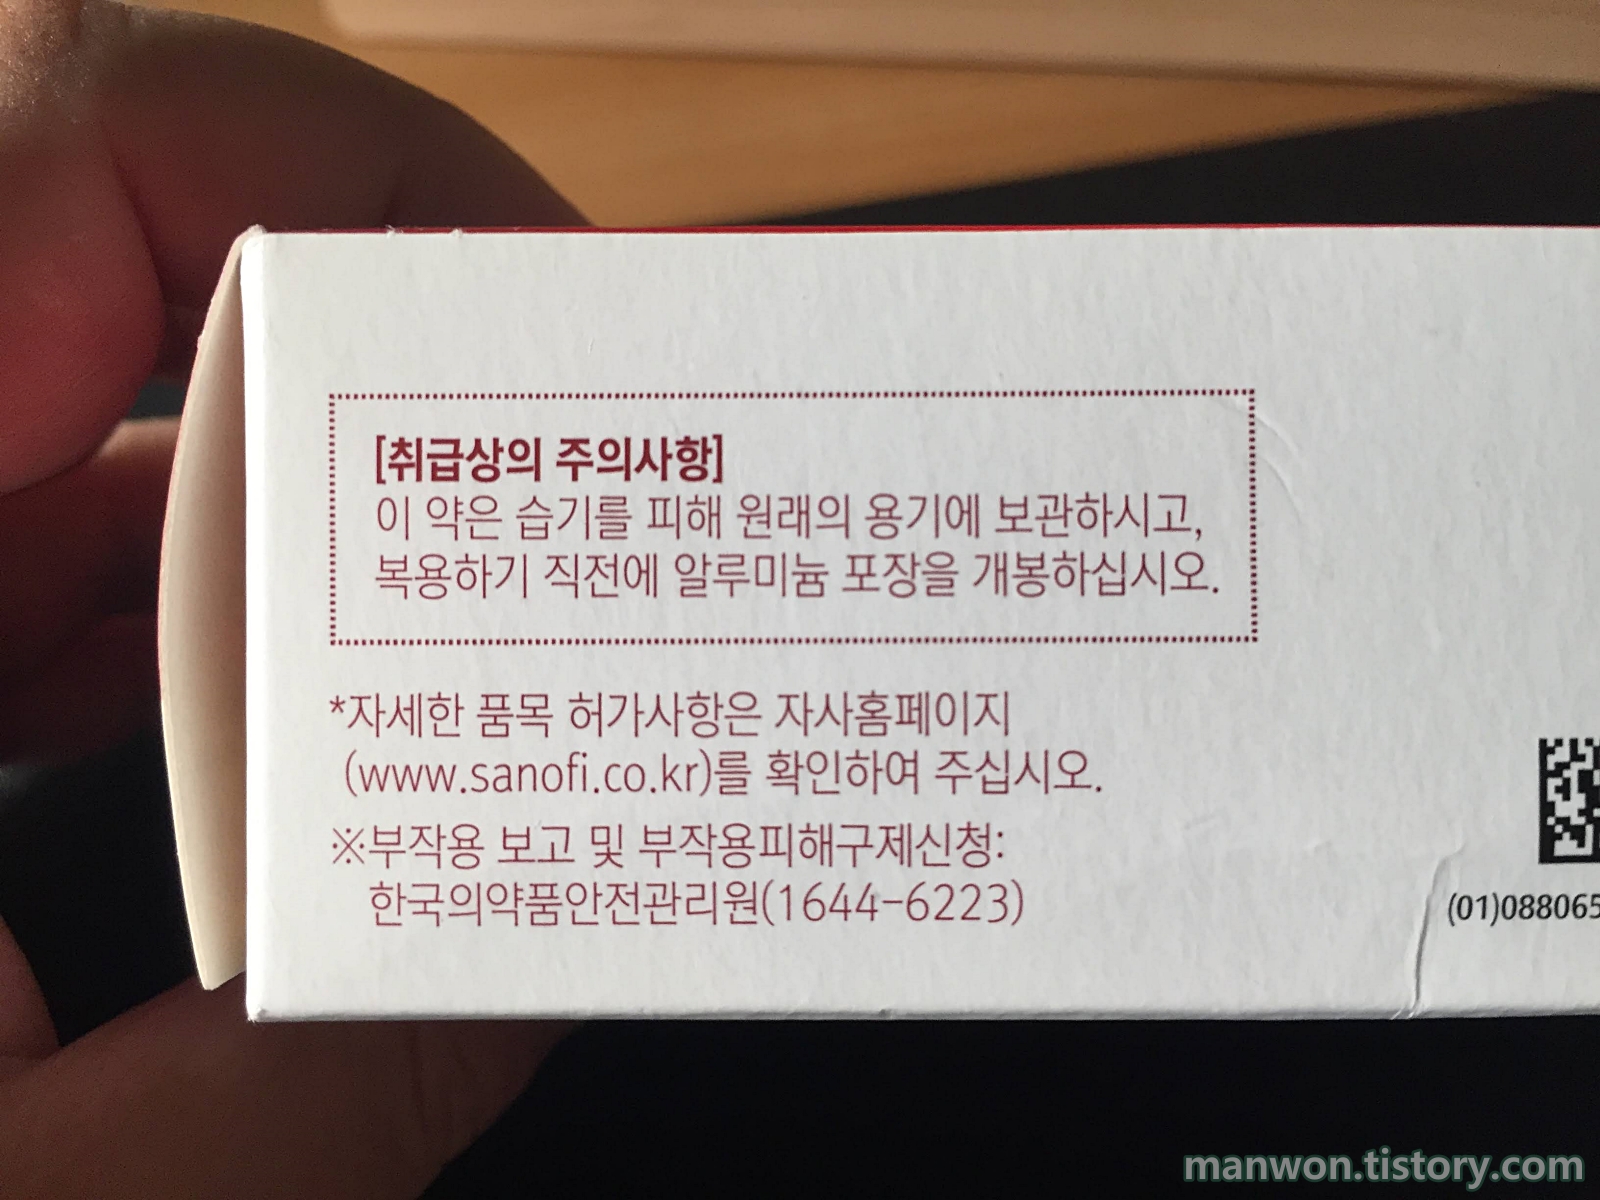 [취급상의 주의사항]
이 약은 습기를 피해 원래의 용기에 보관하시고,
복용하기 직전에 알루미늄 포장을 개봉하십시오.
*자세한 품목 허가사항은 자사홈페이지
(www.sanofi.co.kr)를 확인하여 주십시오.
※부작용 보고 및 부작용피해구제신청:
한국의약품안전관리원(1644-6223)
(01)088065
manwon.tistory.com